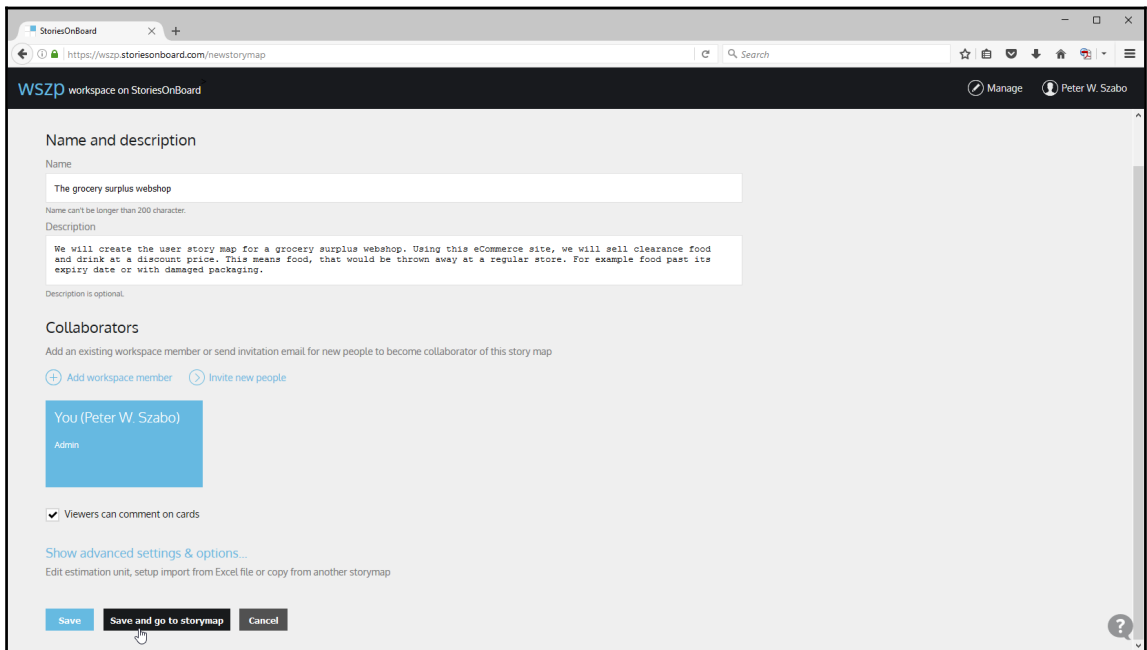 StoriesOnBoard
https://wszp.storiesonboard.com/newstorymap
Search
wszp workspace on StoriesOnBoard
Manage
Peter W. Szabo
Name and description
Name
The grocery surplus webshop
Name can't be longer than 200 character.
Description
We will create the user story map for a grocery surplus webshop. Using this eCommerce site, we will sell clearance food
and drink at a discount price. This means food, that would be thrown away at a regular store. For example food past its
expiry date or with damaged packaging.
Description is optional.
Collaborators
Add an existing workspace member or send invitation email for new people to become collaborator of this story map
Add workspace member
Invite new people
You (Peter W. Szabo)
Admin
Viewers can comment on cards
Show advanced settings & options...
Edit estimation unit, setup import from Excel file or copy from another storymap
Save
Save and go to storymap
Cancel
?